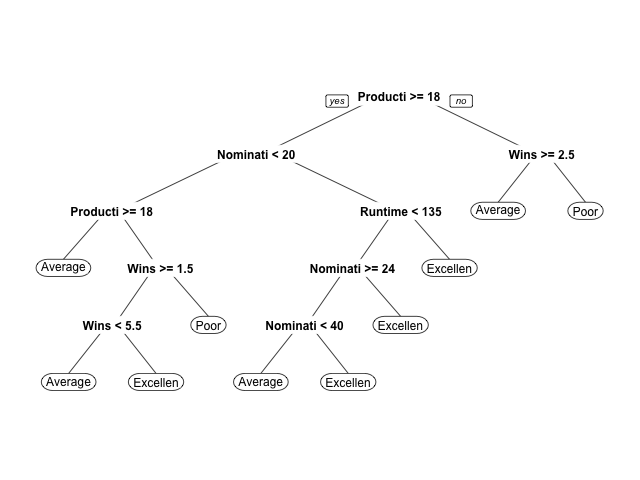 yes Producti >= 18 no
Nominati < 20 Wins >= 2.5
Producti >= 18 Runtime < 135 Average Poor
Average Wins >= 1.5 Nominati >= 24 Excellen
Wins < 5.5 Poor Nominati < 40 Excellen
Average Excellen Average Excellen